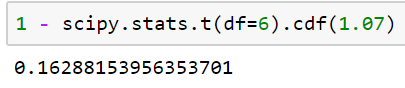 1 - scipy.stats.t(df=6).cdf(1.07)
0.16288153956353701